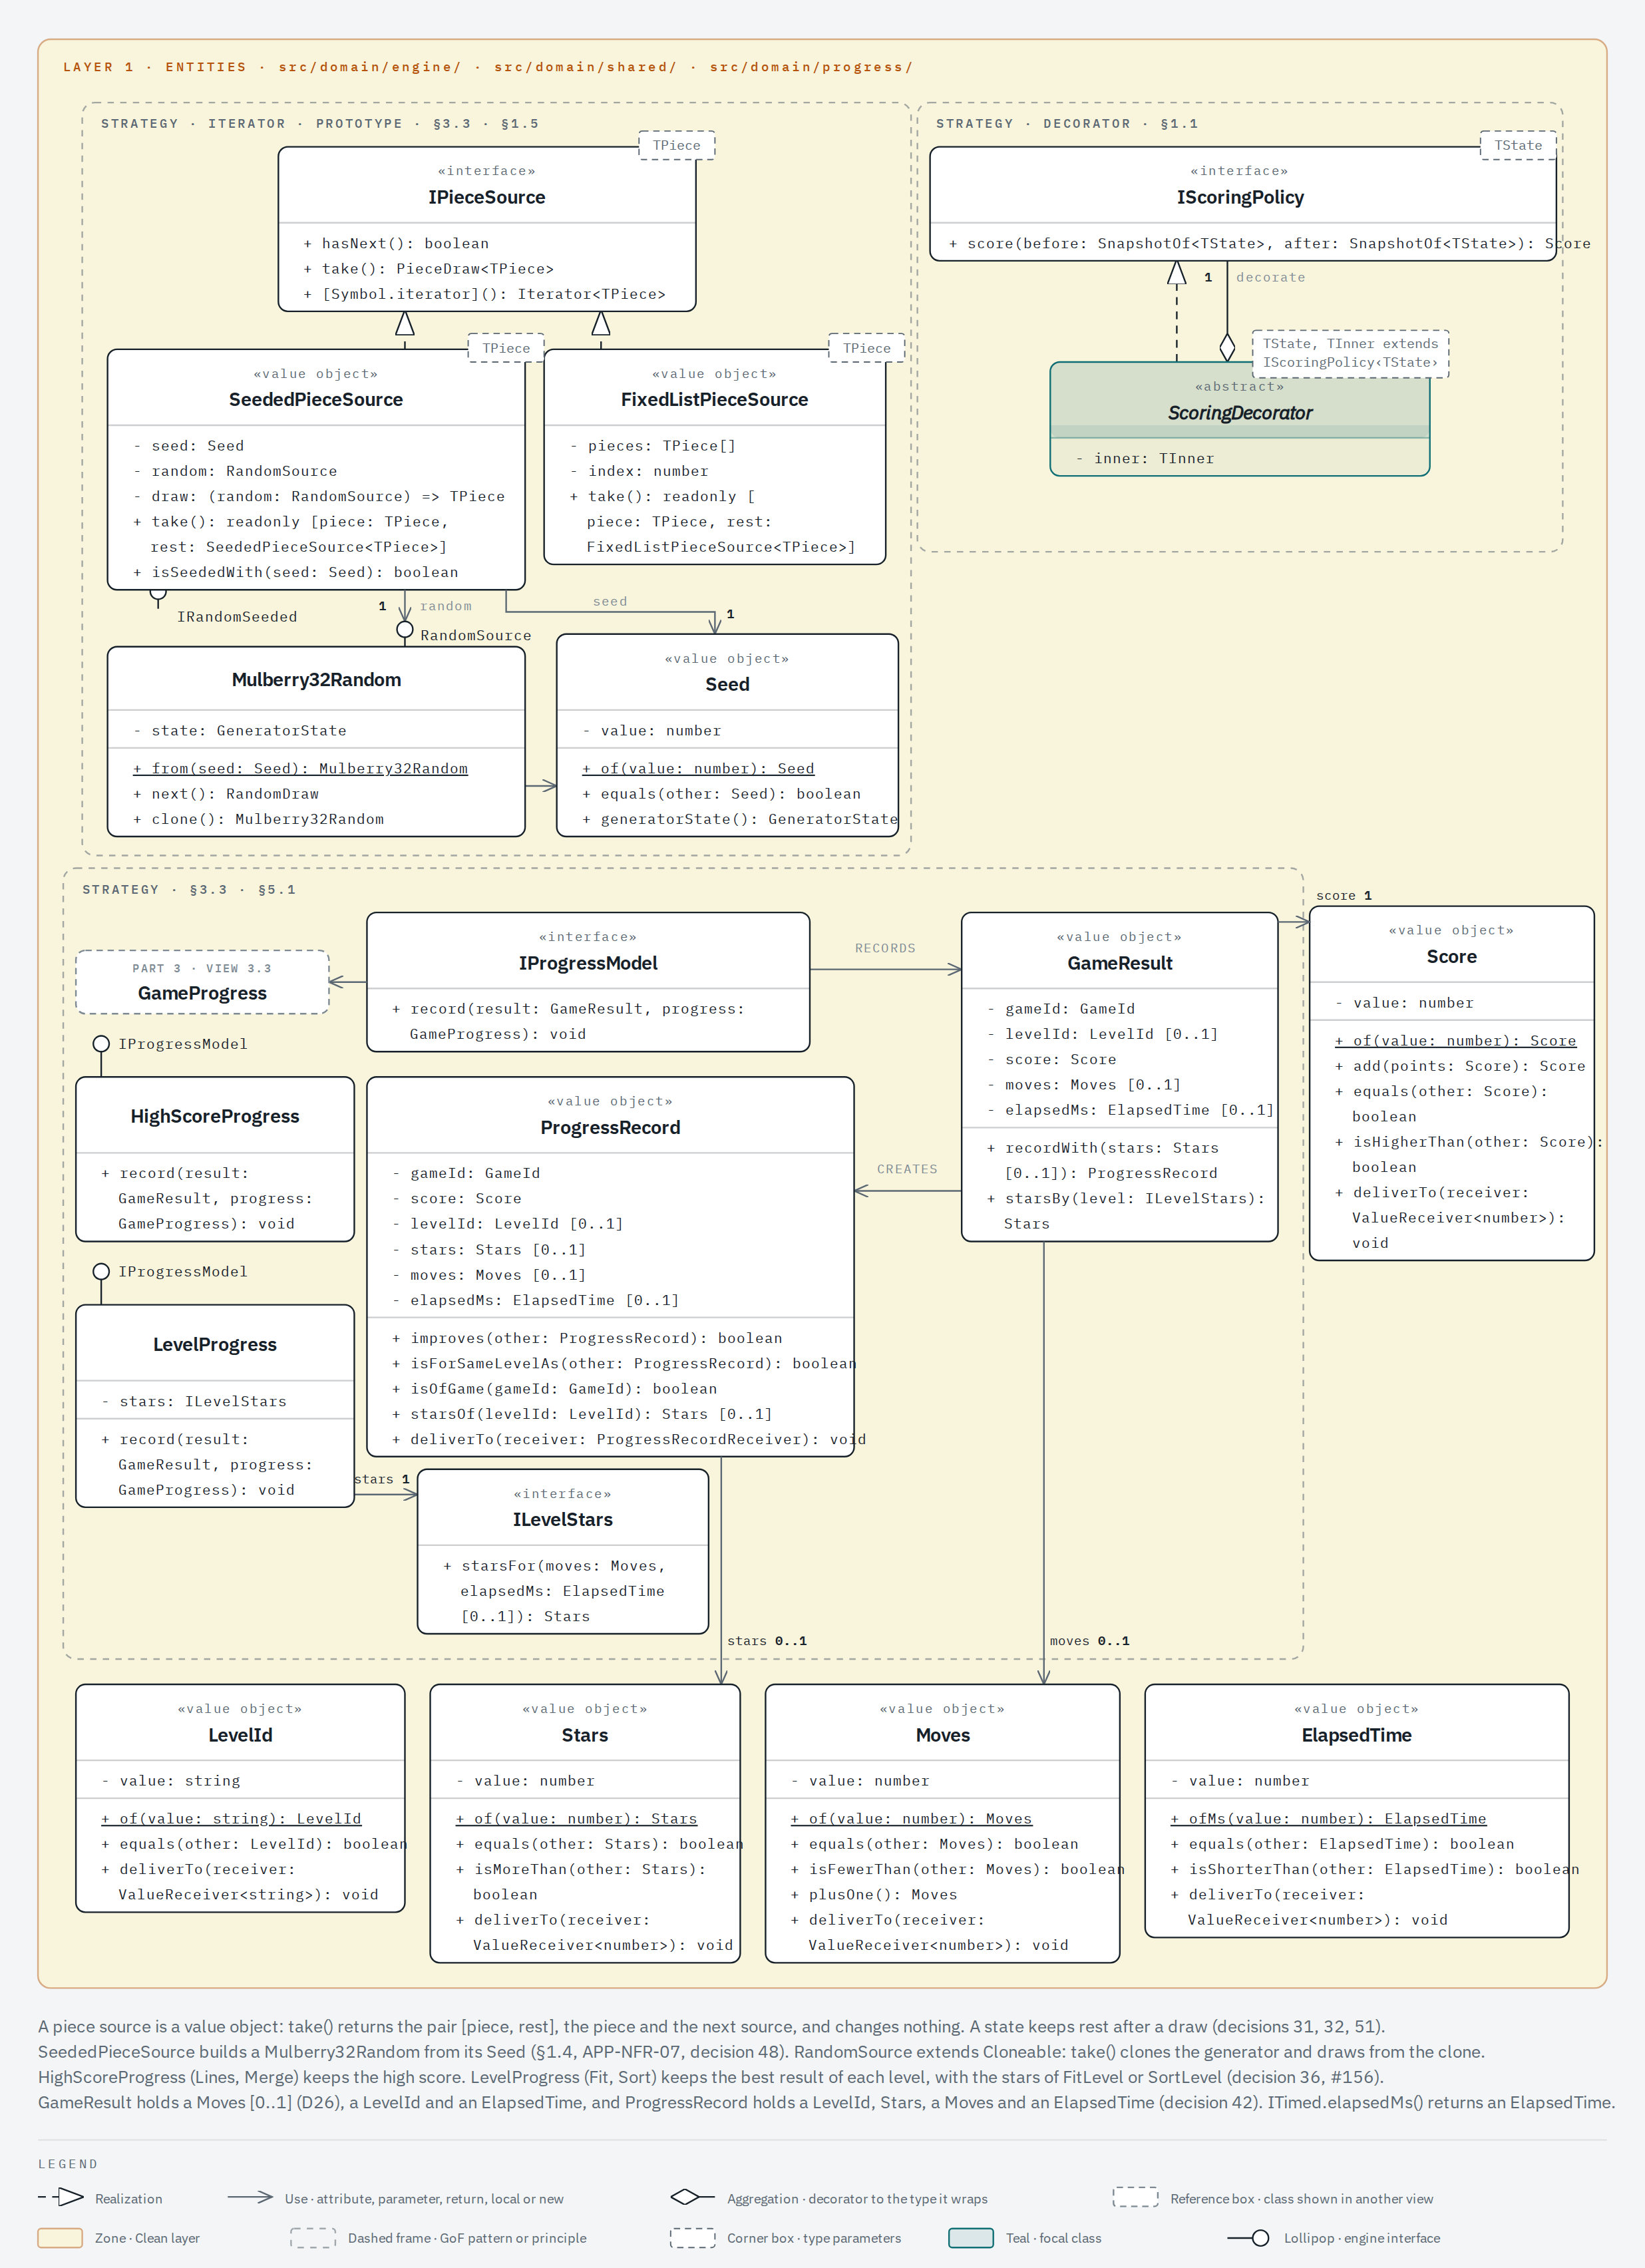 LAYER 1 · ENTITIES · src/domain/engine/ · src/domain/shared/ · src/domain/progress/
STRATEGY · ITERATOR · PROTOTYPE · §3.3 · §1.5
TPiece
«interface»
IPieceSource
+ hasNext(): boolean
+ take(): PieceDraw<TPiece>
+ [Symbol.iterator](): Iterator<TPiece>
TPiece
«value object»
SeededPieceSource
- seed: Seed
- random: RandomSource
- draw: (random: RandomSource) => TPiece
+ take(): readonly [piece: TPiece,
rest: SeededPieceSource<TPiece>]
+ isSeededWith(seed: Seed): boolean
TPiece
«value object»
FixedListPieceSource
- pieces: TPiece[]
- index: number
+ take(): readonly [
piece: TPiece, rest:
FixedListPieceSource<TPiece>]
IRandomSeeded
1
random
RandomSource
seed
1
Mulberry32Random
- state: GeneratorState
+ from(seed: Seed): Mulberry32Random
+ next(): RandomDraw
+ clone(): Mulberry32Random
«value object»
Seed
- value: number
+ of(value: number): Seed
+ equals(other: Seed): boolean
+ generatorState(): GeneratorState
STRATEGY · DECORATOR · §1.1
TState
«interface»
IScoringPolicy
+ score(before: SnapshotOf<TState>, after: SnapshotOf<TState>): Score
1
decorate
TState, TInner extends
IScoringPolicy‹TState›
«abstract»
ScoringDecorator
- inner: TInner
STRATEGY · §3.3 · §5.1
PART 3 · VIEW 3.3
GameProgress
«interface»
IProgressModel
+ record(result: GameResult, progress:
GameProgress): void
RECORDS
«value object»
GameResult
- gameId: GameId
- levelId: LevelId [0..1]
- score: Score
- moves: Moves [0..1]
- elapsedMs: ElapsedTime [0..1]
+ recordWith(stars: Stars
[0..1]): ProgressRecord
+ starsBy(level: ILevelStars):
Stars
score 1
«value object»
Score
- value: number
+ of(value: number): Score
+ add(points: Score): Score
+ equals(other: Score):
boolean
+ isHigherThan(other: Score):
boolean
+ deliverTo(receiver:
ValueReceiver<number>):
void
IProgressModel
HighScoreProgress
+ record(result:
GameResult, progress:
GameProgress): void
«value object»
ProgressRecord
- gameId: GameId
- score: Score
- levelId: LevelId [0..1]
- stars: Stars [0..1]
- moves: Moves [0..1]
- elapsedMs: ElapsedTime [0..1]
+ improves(other: ProgressRecord): boolean
+ isForSameLevelAs(other: ProgressRecord): boolean
+ isOfGame(gameId: GameId): boolean
+ starsOf(levelId: LevelId): Stars [0..1]
+ deliverTo(receiver: ProgressRecordReceiver): void
CREATES
IProgressModel
LevelProgress
- stars: ILevelStars
+ record(result:
GameResult, progress:
GameProgress): void
stars 1
«interface»
ILevelStars
+ starsFor(moves: Moves,
elapsedMs: ElapsedTime
[0..1]): Stars
stars 0..1
moves 0..1
«value object»
LevelId
- value: string
+ of(value: string): LevelId
+ equals(other: LevelId): boolean
+ deliverTo(receiver:
ValueReceiver<string>): void
«value object»
Stars
- value: number
+ of(value: number): Stars
+ equals(other: Stars): boolean
+ isMoreThan(other: Stars):
boolean
+ deliverTo(receiver:
ValueReceiver<number>): void
«value object»
Moves
- value: number
+ of(value: number): Moves
+ equals(other: Moves): boolean
+ isFewerThan(other: Moves): boolean
+ plusOne(): Moves
+ deliverTo(receiver:
ValueReceiver<number>): void
«value object»
ElapsedTime
- value: number
+ ofMs(value: number): ElapsedTime
+ equals(other: ElapsedTime): boolean
+ isShorterThan(other: ElapsedTime): boolean
+ deliverTo(receiver:
ValueReceiver<number>): void
A piece source is a value object: take() returns the pair [piece, rest], the piece and the next source, and changes nothing. A state keeps rest after a draw (decisions 31, 32, 51).
SeededPieceSource builds a Mulberry32Random from its Seed (§1.4, APP-NFR-07, decision 48). RandomSource extends Cloneable: take() clones the generator and draws from the clone.
HighScoreProgress (Lines, Merge) keeps the high score. LevelProgress (Fit, Sort) keeps the best result of each level, with the stars of FitLevel or SortLevel (decision 36, #156).
GameResult holds a Moves [0..1] (D26), a LevelId and an ElapsedTime, and ProgressRecord holds a LevelId, Stars, a Moves and an ElapsedTime (decision 42). ITimed.elapsedMs() returns an ElapsedTime.
LEGEND
Realization
Use · attribute, parameter, return, local or new
Aggregation · decorator to the type it wraps
Reference box · class shown in another view
Zone · Clean layer
Dashed frame · GoF pattern or principle
Corner box · type parameters
Teal · focal class
Lollipop · engine interface